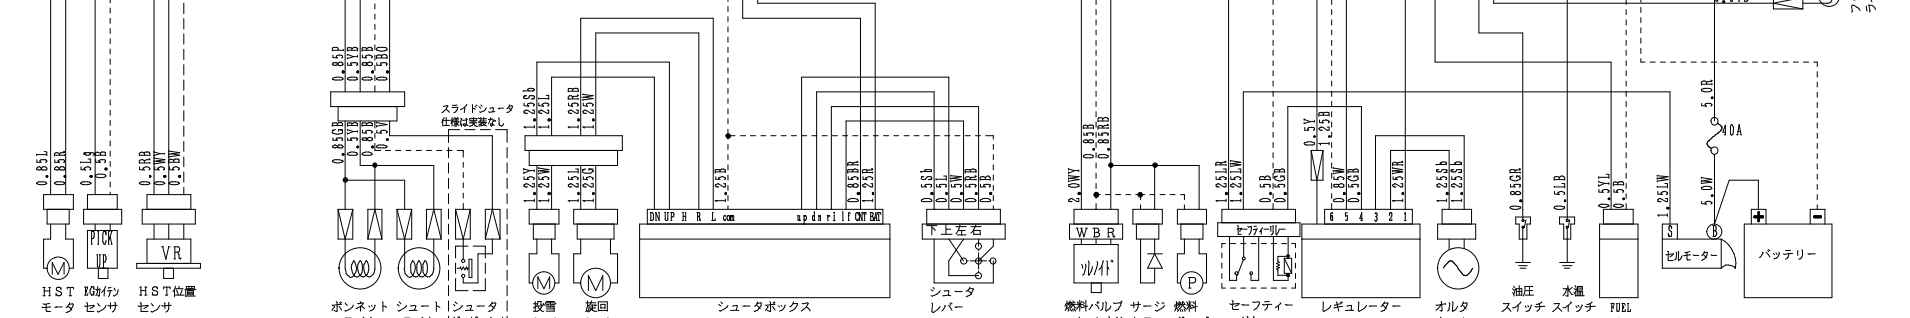 0.85P
0.5YB
0.85B
0.5BO
スライドシュータ
仕様は実装なし
0.85L
0.85R
0.5Lg
0.5B
0.5RB
0.5WY
0.5BW
0.85GB
0.5YB
0.85B
0.5V
1.25Sb
1.25L
1.25RB
1.25W
1.25Y
1.25W
1.25L
1.25G
1.25B
0.85BR
1.25R
0.5Sb
0.5L
0.5W
0.5RB
0.5B
2.0WY
0.85B
0.85RB
1.25LR
1.25LW
0.5B
0.5GB
0.5Y
1.25B
0.85W
0.5GB
1.25WR
1.25Sb
1.25Sb
0.85GR
0.5LB
0.5YL
0.5B
1.25LW
5.0R
40A
5.0W
DN UP H R L com
up dn ri lf CNT BAT
下上左右
W B R
セーフティーリレー
6 5 4 3 2 1
S
B
セルモーター
バッテリー
+
-
PICK
UP
VR
M
M
M
ソレノイド
P
HST
モータ
EGカイテン
センサ
HST位置
センサ
ボンネット
シュート
シュータ
投雪
旋回
シュータボックス
シュータ
レバー
燃料バルブ
サージ
燃料
セーフティー
レギュレーター
オルタ
油圧
スイッチ
水温
スイッチ
FUEL